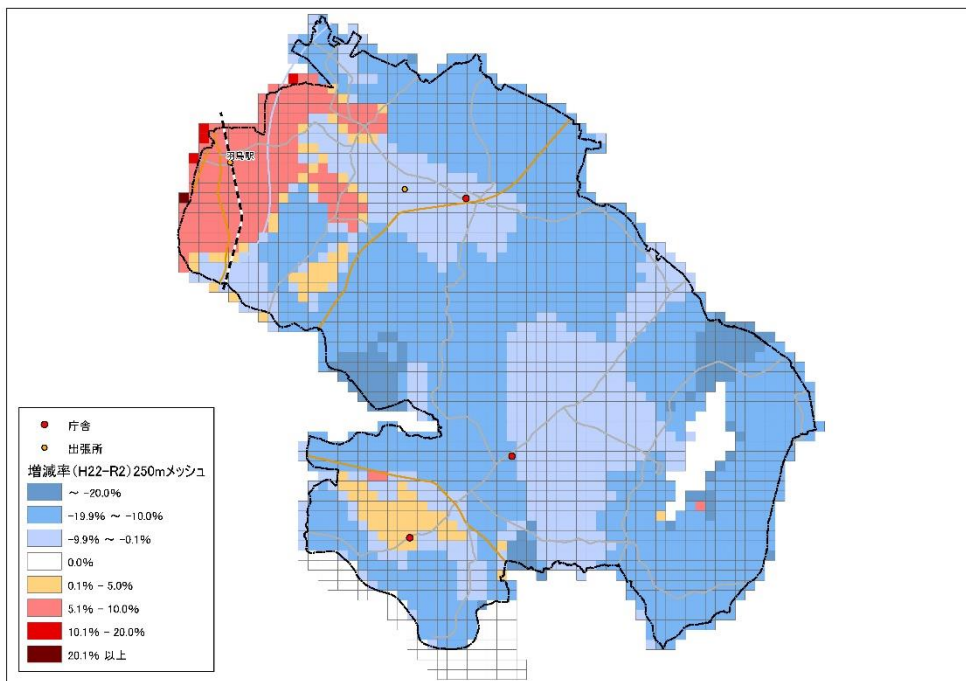 羽鳥駅
庁舎
出張所
増減率(H22-R2)250mメッシュ
～ -20.0%
-19.9% ～ -10.0%
-9.9% ～ -0.1%
0.0%
0.1% - 5.0%
5.1% - 10.0%
10.1% - 20.0%
20.1% 以上